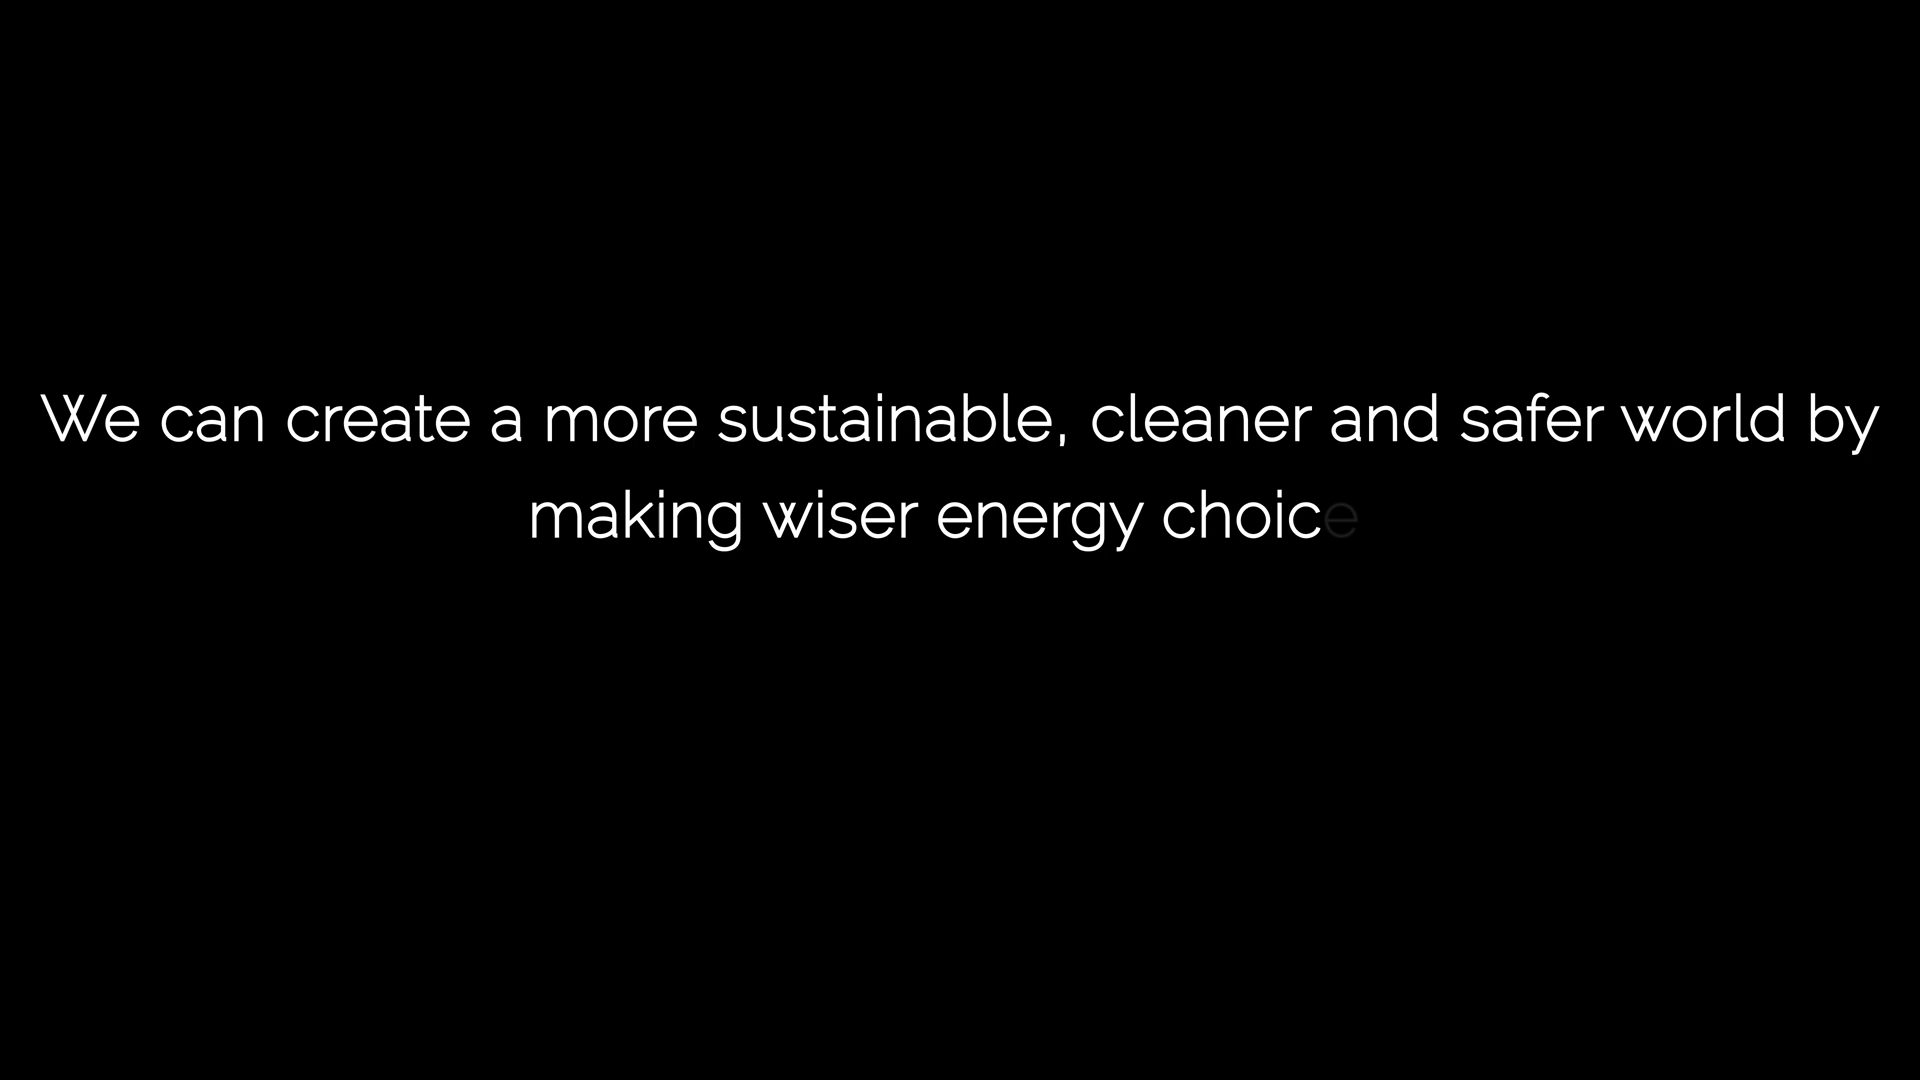 We can create a more sustainable, cleaner and safer world by
making wiser energy choice